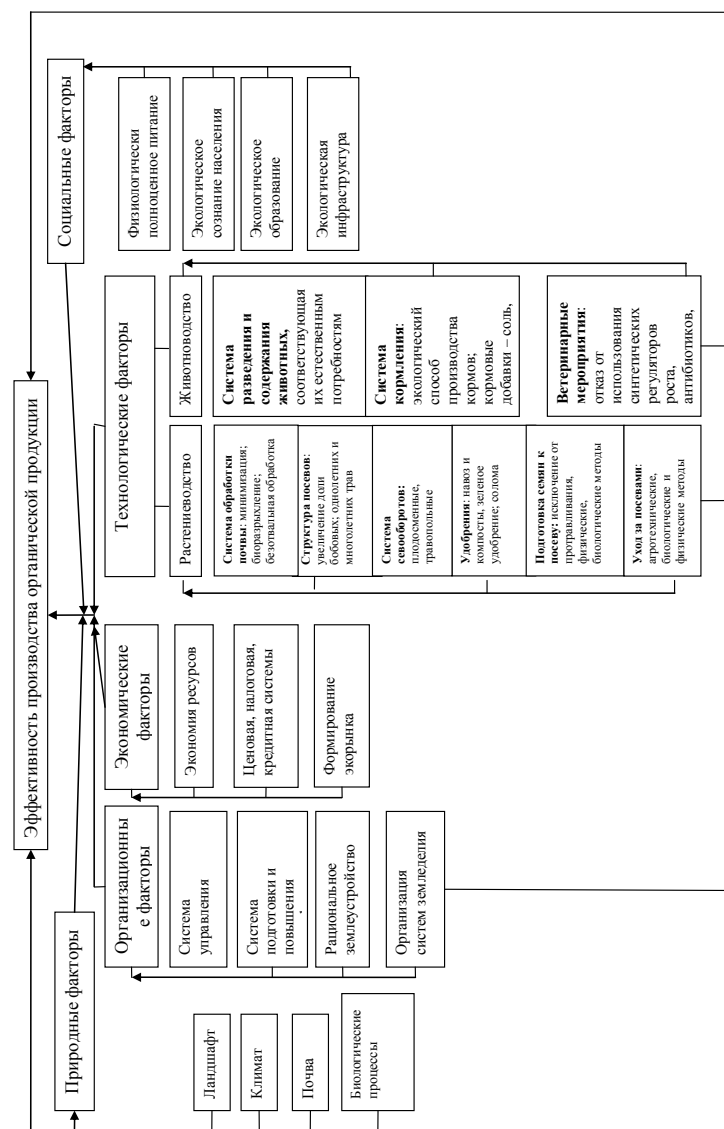 Эффективность производства органической продукции
Природные факторы
Социальные факторы
Организационны
е факторы
Экономические
факторы
Технологические факторы
Ландшафт
Климат
Почва
Биологические
процессы
Система
управления
Система
подготовки и
повышения
Рациональное
землеустройство
Организация
систем земледелия
Экономия ресурсов
Ценовая, налоговая,
кредитная системы
Формирование
экорынка
Растениеводство
Система обработки
почвы: минимизация;
биоразрыхление;
безотвальная обработка
Структура посевов:
увеличение доли
бобовых; однолетних и
многолетних трав
Система
севооборотов:
плодосменные,
травопольные
Удобрения: навоз и
компосты, зеленое
удобрение; солома
Подготовка семян к
посеву: исключение от
протравливания,
физические,
биологические методы
Уход за посевами:
агротехнические,
биологические и
физические методы
Животноводство
Система
разведения и
содержания
животных,
соответствующая
их естественным
потребностям
Система
кормления:
экологический
способ
производства
кормов;
кормовые
добавки – соль,
Ветеринарные
мероприятия:
отказ от
использования
синтетических
регуляторов
роста,
антибиотиков,
Физиологически
полноценное питание
Экологическое
сознание населения
Экологическое
образование
Экологическая
инфраструктура